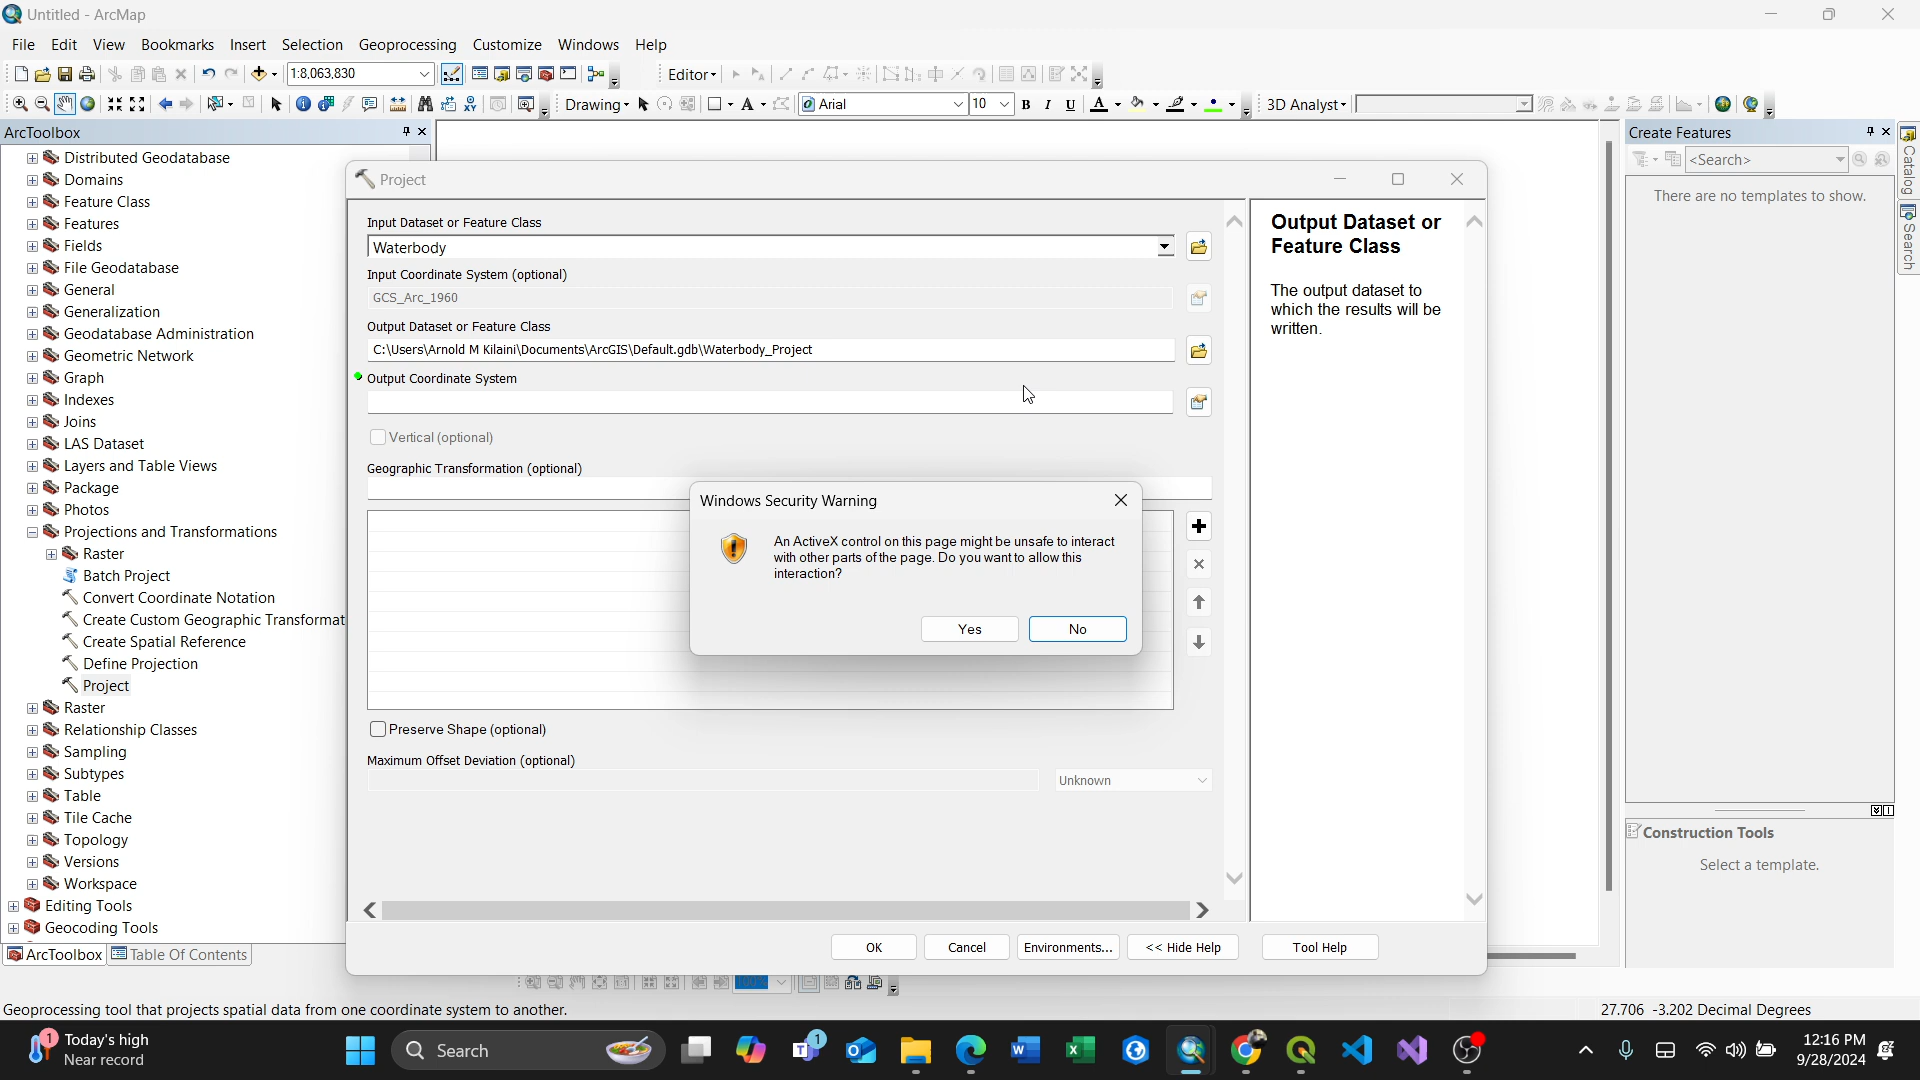 Untitled - ArcMap
File Edit View Bookmarks Insert Selection Geoprocessing Customize Windows Help
1:8,063,830
Editor
Drawing
Arial
10
B I U A
3D Analyst
ArcToolbox
Distributed Geodatabase
Domains
Feature Class
Features
Fields
File Geodatabase
General
Generalization
Geodatabase Administration
Geometric Network
Graph
Indexes
Joins
LAS Dataset
Layers and Table Views
Package
Photos
Projections and Transformations
Raster
Batch Project
Convert Coordinate Notation
Create Custom Geographic Transformat
Create Spatial Reference
Define Projection
Project
Raster
Relationship Classes
Sampling
Subtypes
Table
Tile Cache
Topology
Versions
Workspace
Editing Tools
Geocoding Tools
ArcToolbox
Table Of Contents
Project
Input Dataset or Feature Class
Waterbody
Input Coordinate System (optional)
GCS_Arc_1960
Output Dataset or Feature Class
C:\Users\Arnold M Kilaini\Documents\ArcGIS\Default.gdb\Waterbody_Project
Output Coordinate System
Vertical (optional)
Geographic Transformation (optional)
Preserve Shape (optional)
Maximum Offset Deviation (optional)
Unknown
OK
Cancel
Environments...
<< Hide Help
Tool Help
Output Dataset or
Feature Class
The output dataset to
which the results will be
written.
Windows Security Warning
An ActiveX control on this page might be unsafe to interact
with other parts of the page. Do you want to allow this
interaction?
Yes
No
Create Features
<Search>
There are no templates to show.
Construction Tools
Select a template.
Catalog
Search
Geoprocessing tool that projects spatial data from one coordinate system to another.
27.706 -3.202 Decimal Degrees
1
Today's high
Near record
Search
1
12:16 PM
9/28/2024